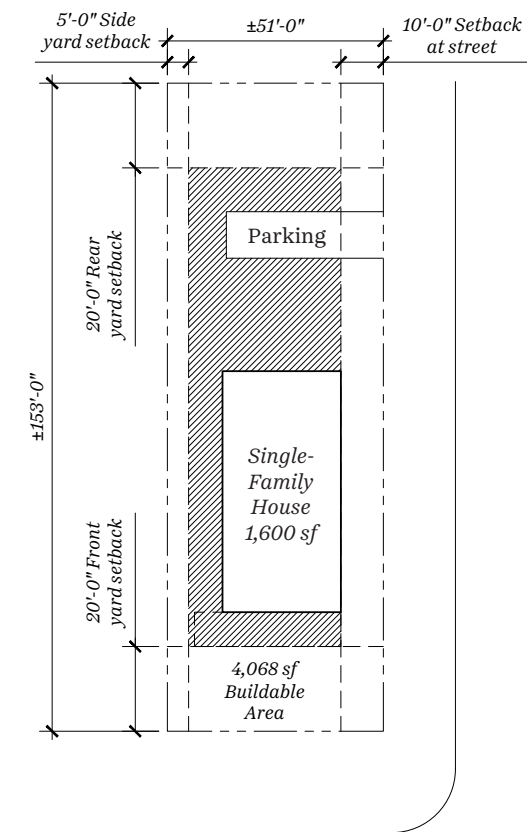 5'-0" Side
yard setback
±51'-0"
10'-0" Setback
at street
Parking
20'-0" Rear
yard setback
±153'-0"
Single-
Family
House
1,600 sf
20'-0" Front
yard setback
4,068 sf
Buildable
Area